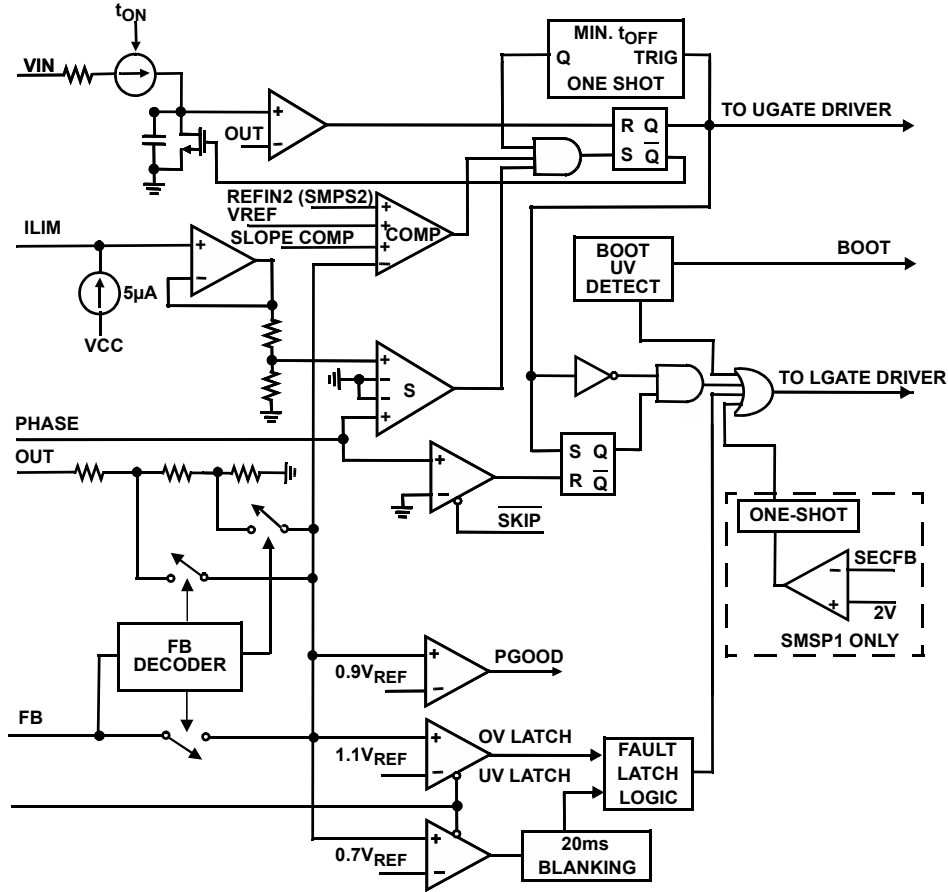 tON
VIN
MIN. tOFF
Q TRIG
ONE SHOT
+
OUT
−
R Q
S Q
TO UGATE DRIVER
REFIN2 (SMPS2)
VREF
SLOPE COMP
+
+
+
−
COMP
ILIM
+
−
5µA
VCC
BOOT
UV
DETECT
BOOT
+
−
−
+
S
TO LGATE DRIVER
PHASE
OUT
+
−
SKIP
S Q
R Q
ONE-SHOT
SECFB
−
+
2V
SMSP1 ONLY
FB
DECODER
+
0.9VREF
−
PGOOD
FB
+
1.1VREF
−
OV LATCH
UV LATCH
FAULT
LATCH
LOGIC
+
0.7VREF
−
20ms
BLANKING